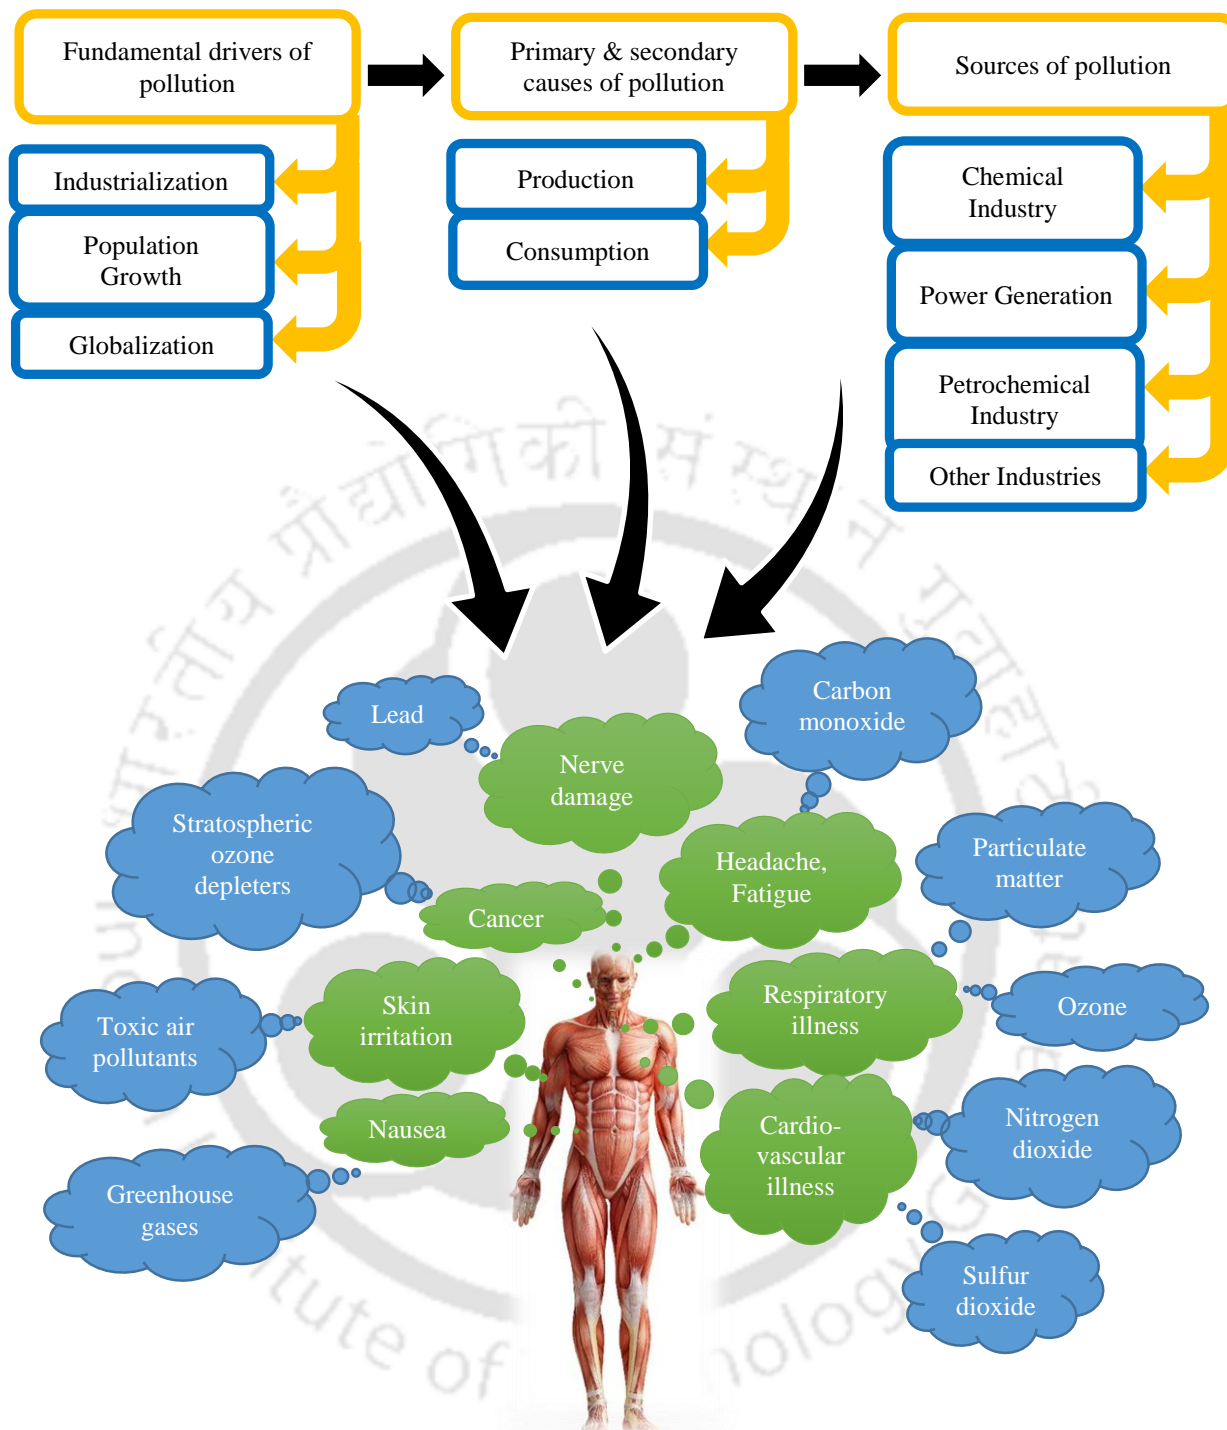 Fundamental drivers of
pollution
Primary & secondary
causes of pollution
Sources of pollution
Industrialization
Population
Growth
Globalization
Production
Consumption
Chemical
Industry
Power Generation
Petrochemical
Industry
Other Industries
Lead
Nerve
damage
Carbon
monoxide
Stratospheric
ozone
depleters
Cancer
Headache,
Fatigue
Particulate
matter
Skin
irritation
Respiratory
illness
Ozone
Toxic air
pollutants
Nausea
Cardio-
vascular
illness
Nitrogen
dioxide
Greenhouse
gases
Sulfur
dioxide